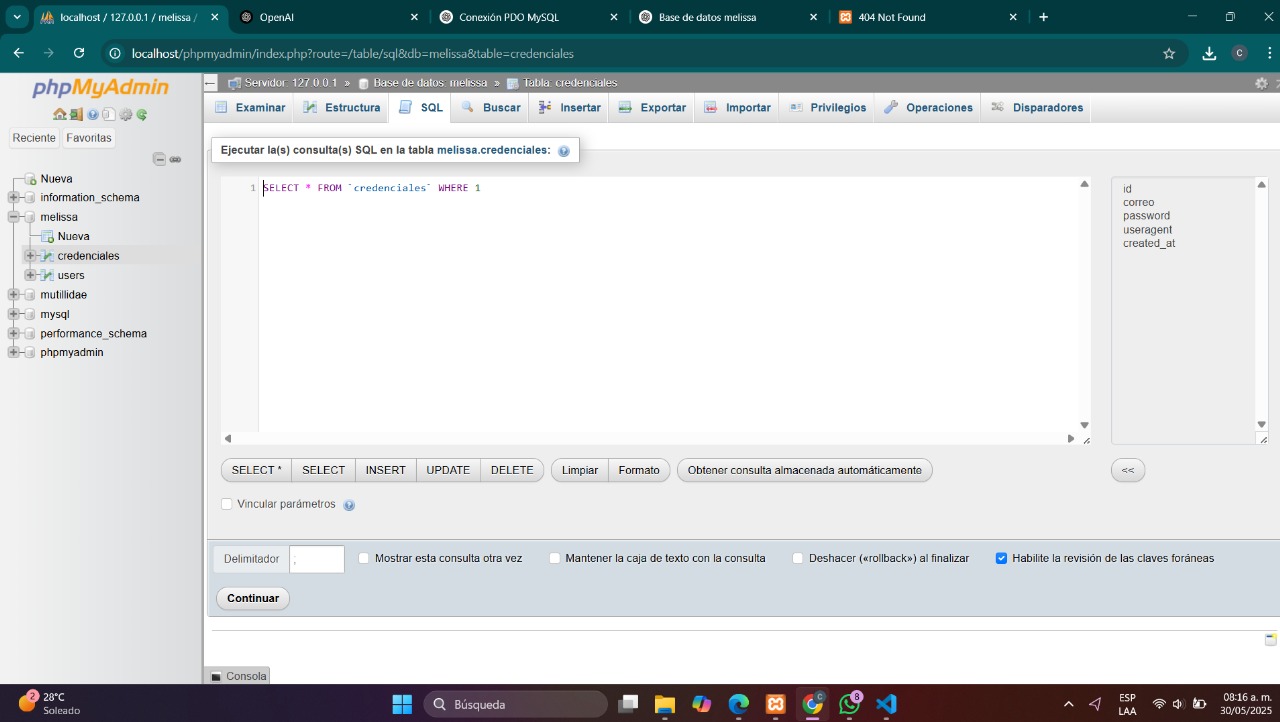 localhost / 127.0.0.1 / melissa /
OpenAI
Conexión PDO MySQL
Base de datos melissa
404 Not Found
localhost/phpmyadmin/index.php?route=/table/sql&db=melissa&table=credenciales
C
phpMyAdmin
Reciente Favoritas
Nueva
information_schema
melissa
Nueva
credenciales
users
mutillidae
mysql
performance_schema
phpmyadmin
Servidor: 127.0.0.1 » Base de datos: melissa » Tabla: credenciales
Examinar Estructura SQL Buscar Insertar Exportar Importar Privilegios Operaciones Disparadores
Ejecutar la(s) consulta(s) SQL en la tabla melissa.credenciales:
1 SELECT * FROM `credenciales` WHERE 1
id
correo
password
useragent
created_at
SELECT * SELECT INSERT UPDATE DELETE Limpiar Formato Obtener consulta almacenada automáticamente <<
Vincular parámetros
Delimitador ; Mostrar esta consulta otra vez Mantener la caja de texto con la consulta Deshacer («rollback») al finalizar Habilite la revisión de las claves foráneas
Continuar
Consola
2
28°C
Soleado
Búsqueda
C
8
ESP
LAA
08:16 a. m.
30/05/2025